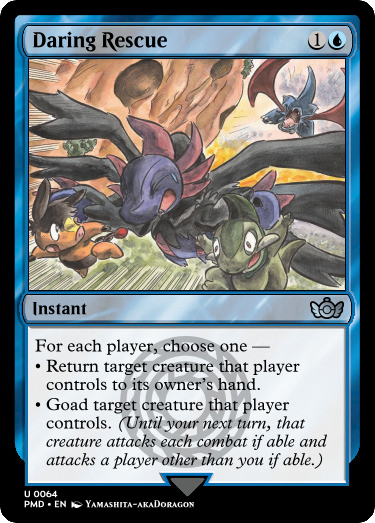 Daring Rescue 1
Instant
For each player, choose one —
• Return target creature that player
controls to its owner's hand.
• Goad target creature that player
controls. (Until your next turn, that
creature attacks each combat if able and
attacks a player other than you if able.)
U 0064
PMD • EN Yamashita-akaDoragon